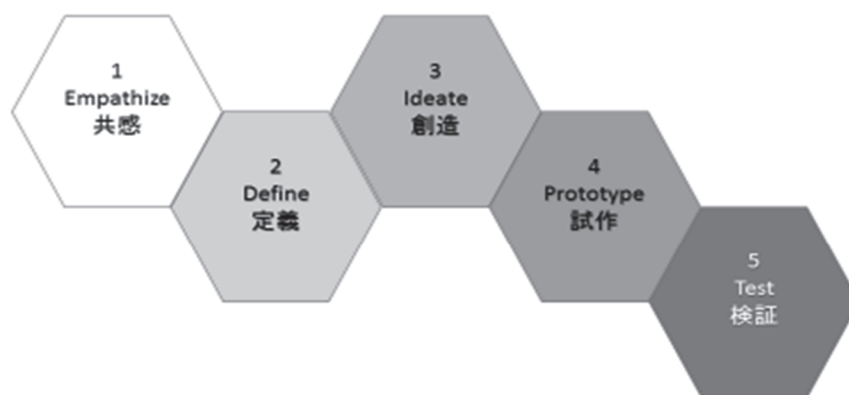 1
Empathize
共感
2
Define
定義
3
Ideate
創造
4
Prototype
試作
5
Test
検証